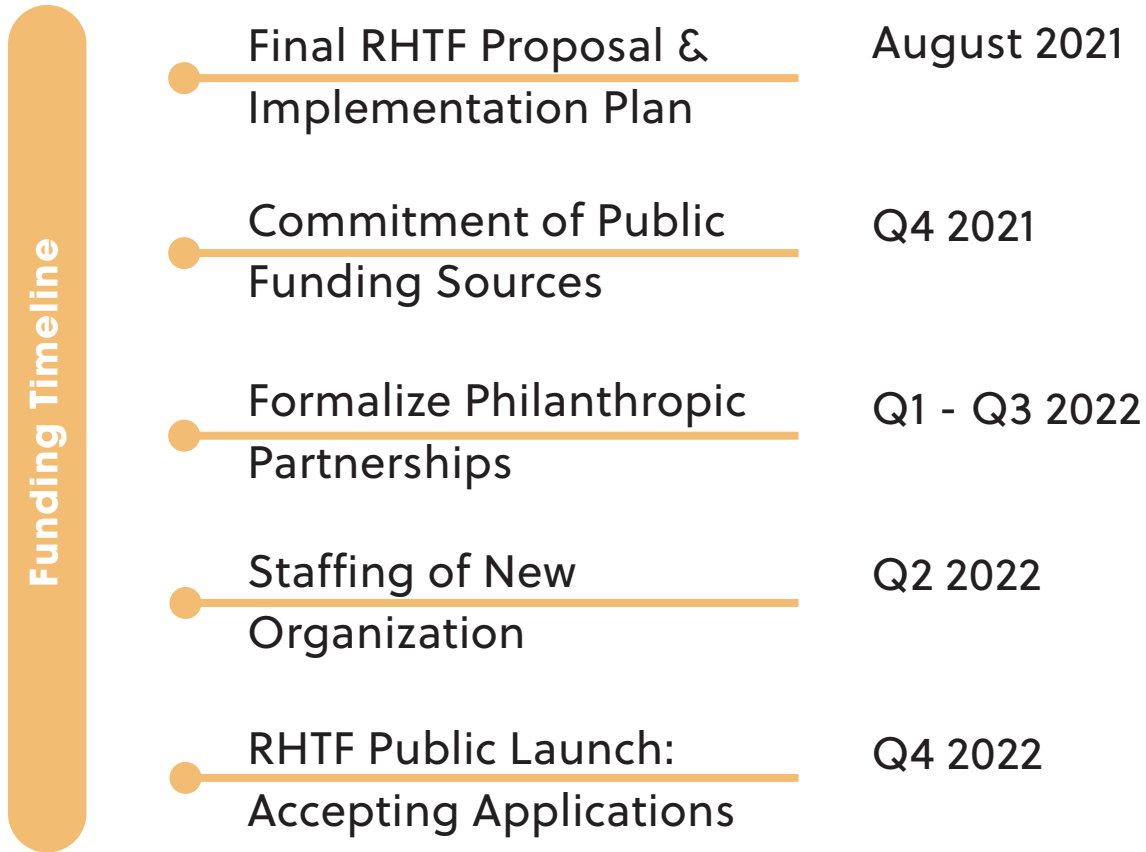 Funding Timeline
Final RHTF Proposal &
Implementation Plan
August 2021
Commitment of Public
Funding Sources
Q4 2021
Formalize Philanthropic
Partnerships
Q1 - Q3 2022
Staffing of New
Organization
Q2 2022
RHTF Public Launch:
Accepting Applications
Q4 2022